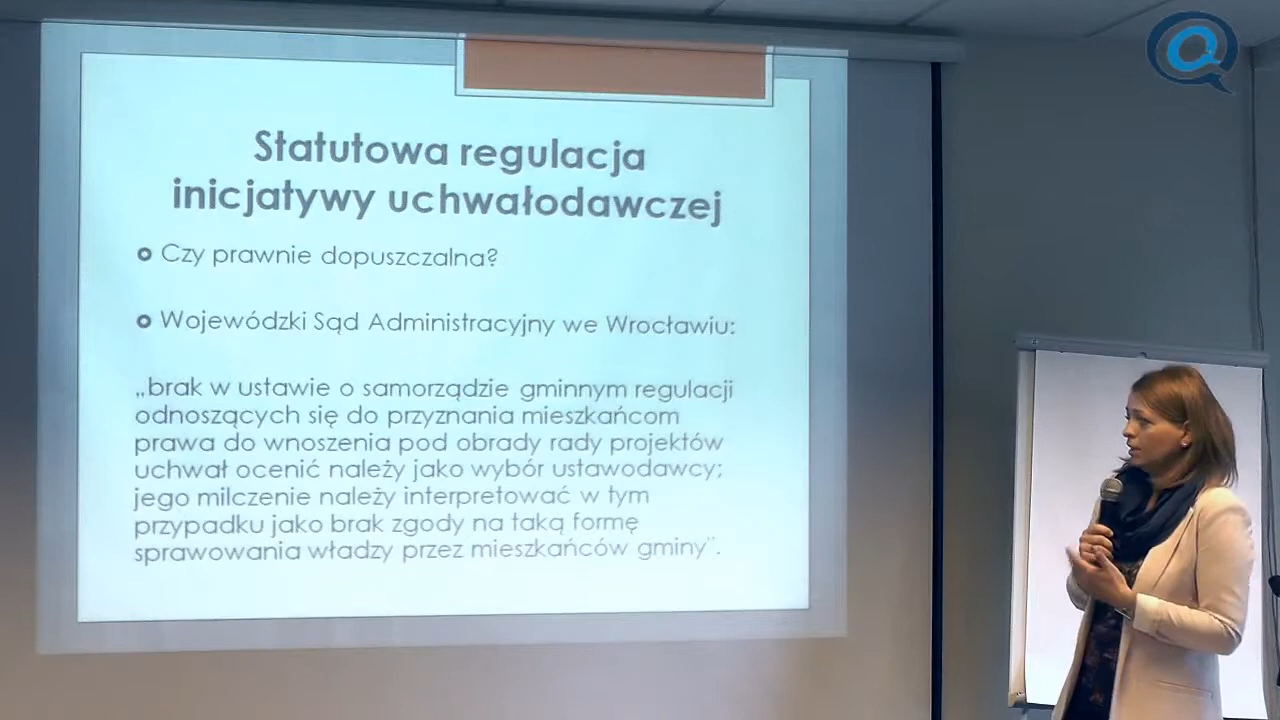 Statutowa regulacja
inicjatywy uchwałodawczej
Czy prawnie dopuszczalna?
Wojewódzki Sąd Administracyjny we Wrocławiu:
„brak w ustawie o samorządzie gminnym regulacji
odnoszących się do przyznania mieszkańcom
prawa do wnoszenia pod obrady rady projektów
uchwał ocenić należy jako wybór ustawodawcy;
jego milczenie należy interpretować w tym
przypadku jako brak zgody na taką formę
sprawowania władzy przez mieszkańców gminy".